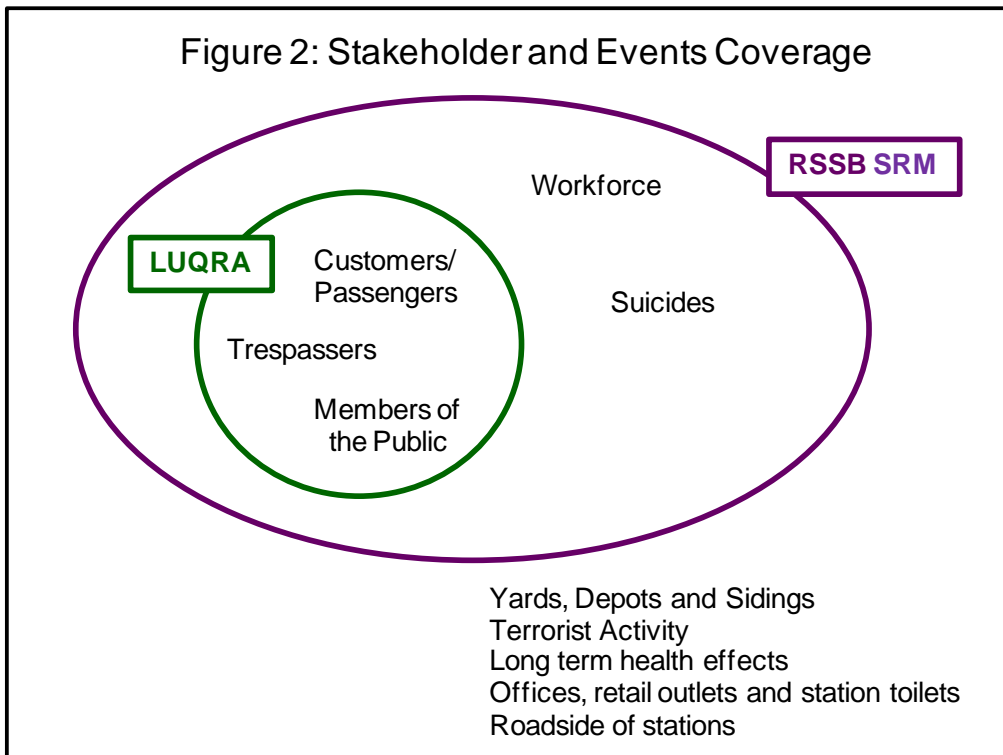 Figure 2: Stakeholder and Events Coverage
RSSB SRM
Workforce
LUQRA
Customers/
Passengers
Suicides
Trespassers
Members of
the Public
Yards, Depots and Sidings
Terrorist Activity
Long term health effects
Offices, retail outlets and station toilets
Roadside of stations